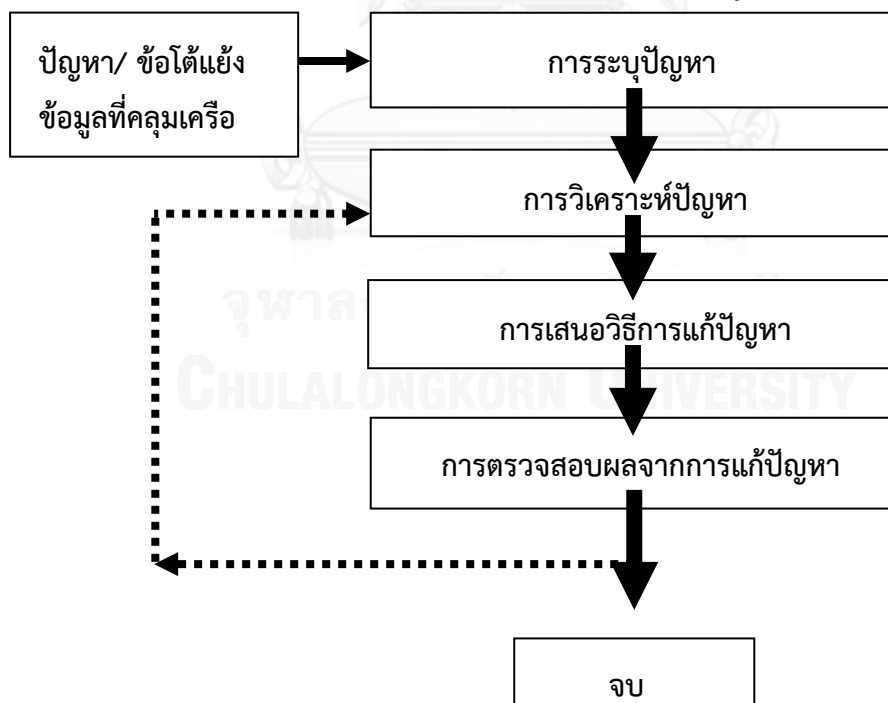 ปัญหา/ ข้อโต้แย้ง
ข้อมูลที่คลุมเครือ
การระบุปัญหา
การวิเคราะห์ปัญหา
การเสนอวิธีการแก้ปัญหา
CHULALONGKORN UNIVERSITY
การตรวจสอบผลจากการแก้ปัญหา
จบ